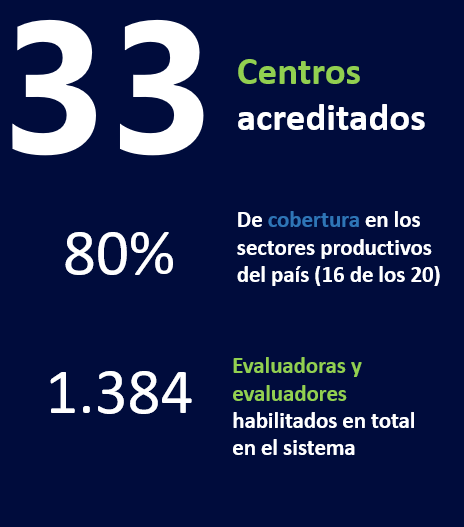 33
Centros
acreditados
80%
De cobertura en los
sectores productivos
del país (16 de los 20)
1.384
Evaluadoras y
evaluadores
habilitados en total
en el sistema